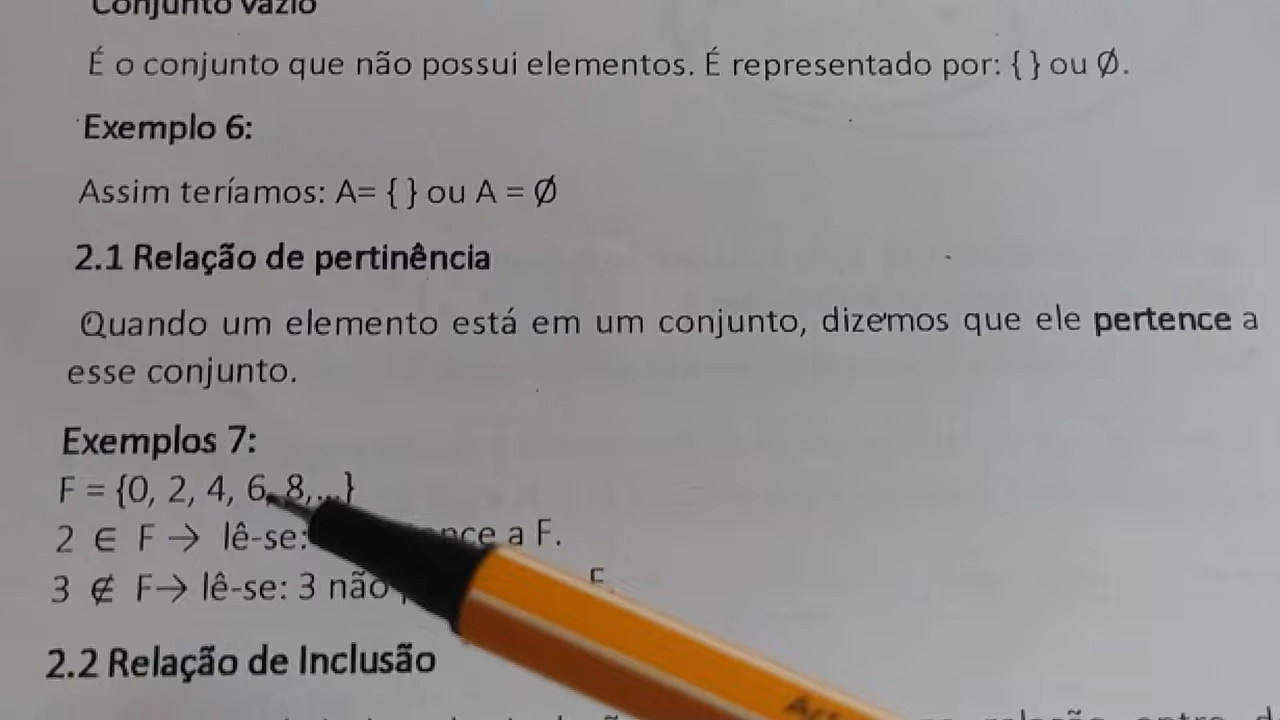 Conjunto vazio
É o conjunto que não possui elementos. É representado por: { } ou Ø.
Exemplo 6:
Assim teríamos: A= { } ou A = Ø
2.1 Relação de pertinência
Quando um elemento está em um conjunto, dizemos que ele pertence a
esse conjunto.
Exemplos 7:
F = {0, 2, 4, 6, 8,...}
2 ∈ F → lê-se: a F.
3 ∉ F→ lê-se: 3 não F.
2.2 Relação de Inclusão